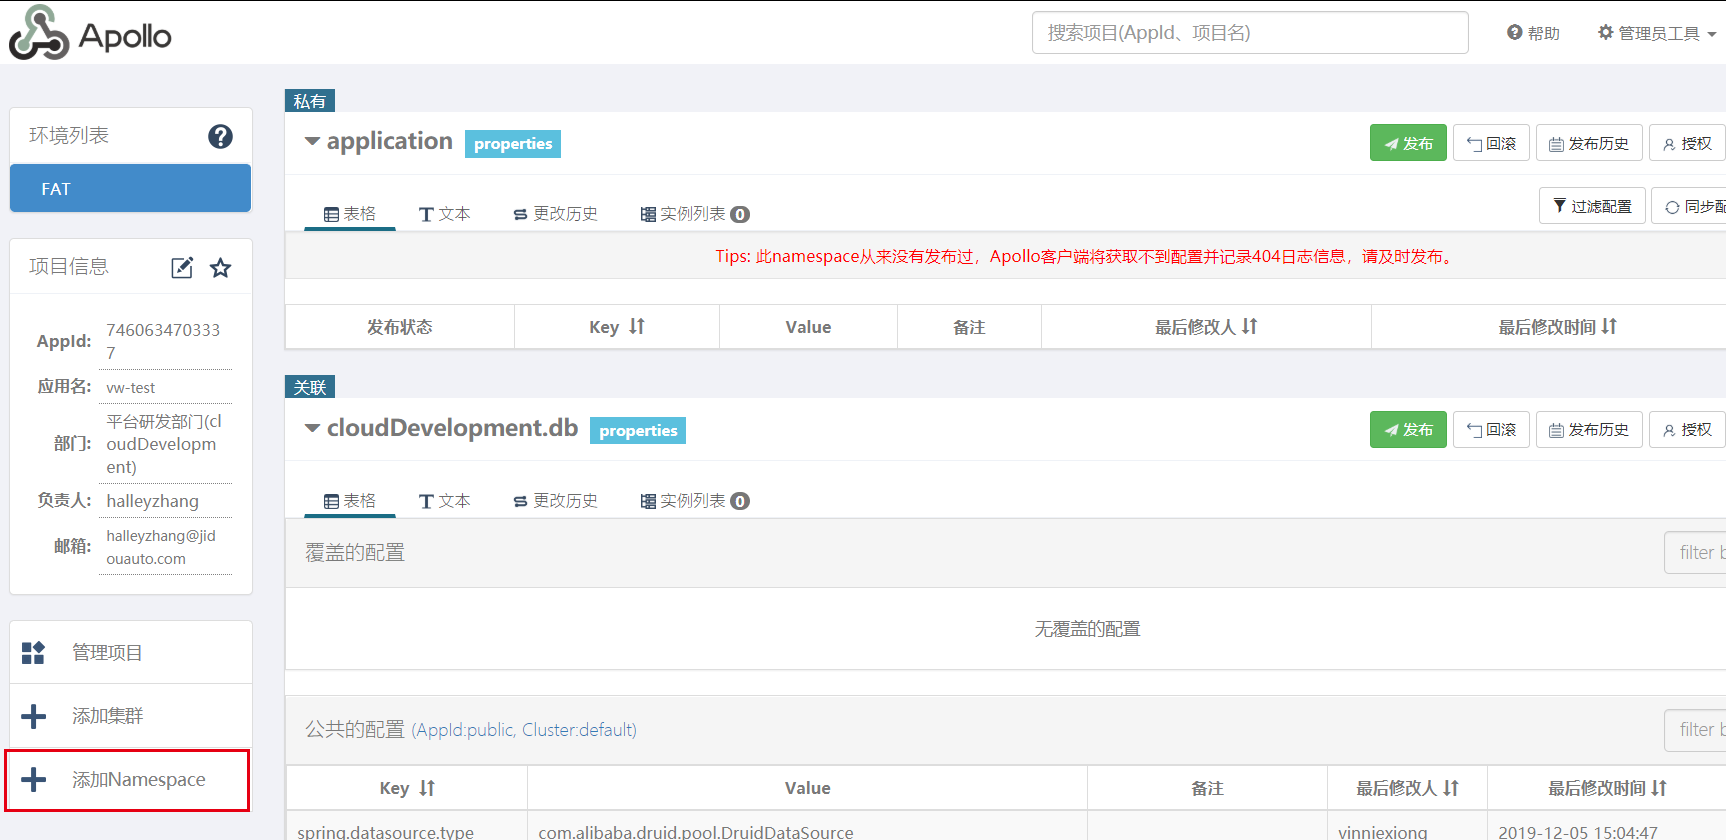 Apollo
搜索项目(AppId、项目名)
帮助
管理员工具
环境列表
FAT
项目信息
AppId:
746063470333
7
应用名:
vw-test
部门:
平台研发部门(cl
oudDevelopm
ent)
负责人:
halleyzhang
邮箱:
halleyzhang@jid
ouauto.com
管理项目
添加集群
添加Namespace
私有
application
properties
发布
回滚
发布历史
授权
表格
文本
更改历史
实例列表 0
过滤配置
同步配
Tips: 此namespace从来没有发布过，Apollo客户端将获取不到配置并记录404日志信息，请及时发布。
发布状态
Key
Value
备注
最后修改人
最后修改时间
关联
cloudDevelopment.db
properties
发布
回滚
发布历史
授权
表格
文本
更改历史
实例列表 0
覆盖的配置
filter b
无覆盖的配置
公共的配置 (AppId:public, Cluster:default)
filter b
Key
Value
备注
最后修改人
最后修改时间
spring.datasource.type
com.alibaba.druid.pool.DruidDataSource
vinniexiong
2019-12-05 15:04:47